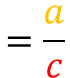 = a/c